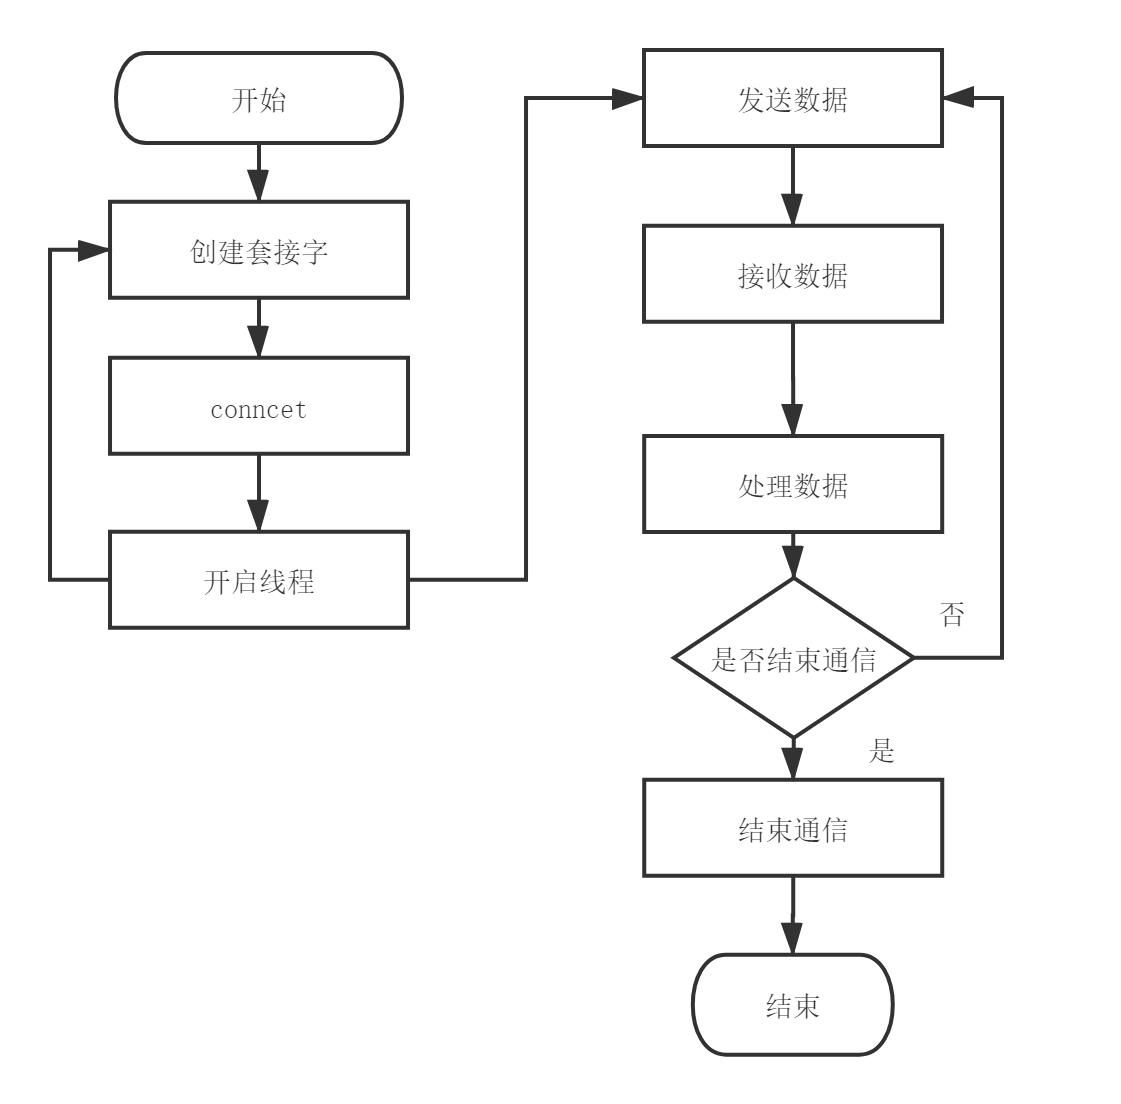 开始
创建套接字
conncet
开启线程
发送数据
接收数据
处理数据
是否结束通信
否
是
结束通信
结束